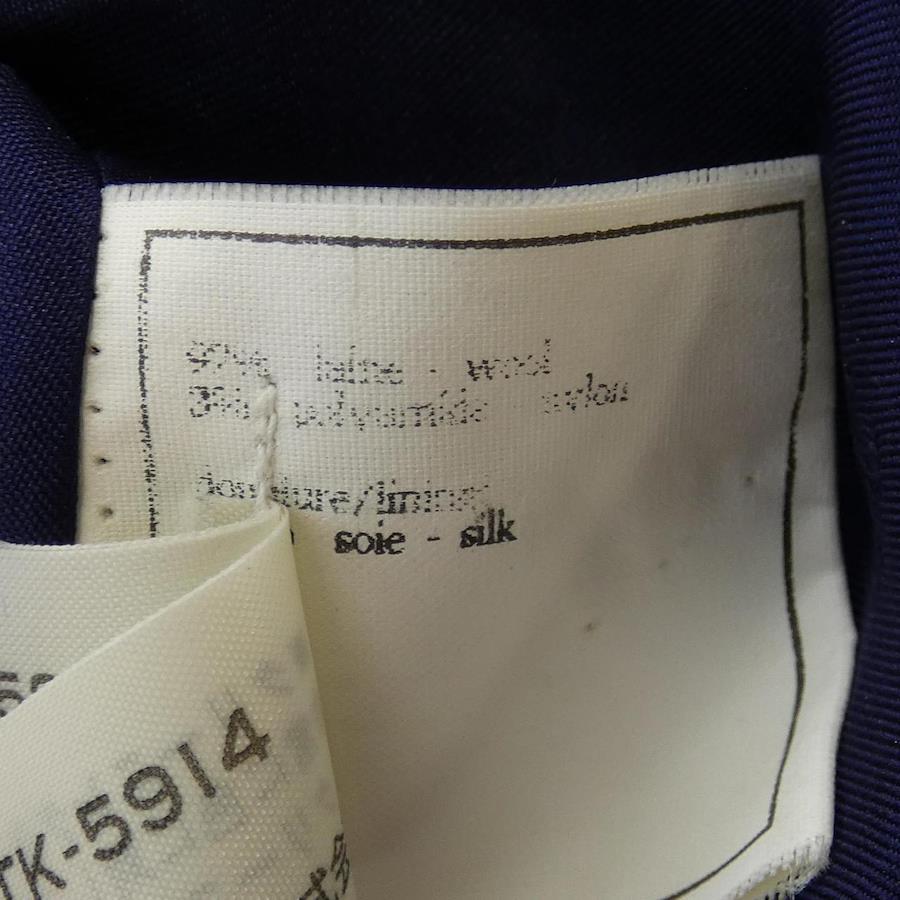 laine - wool
polyamide nylon
doublure/lining
soie - silk
TK-5914